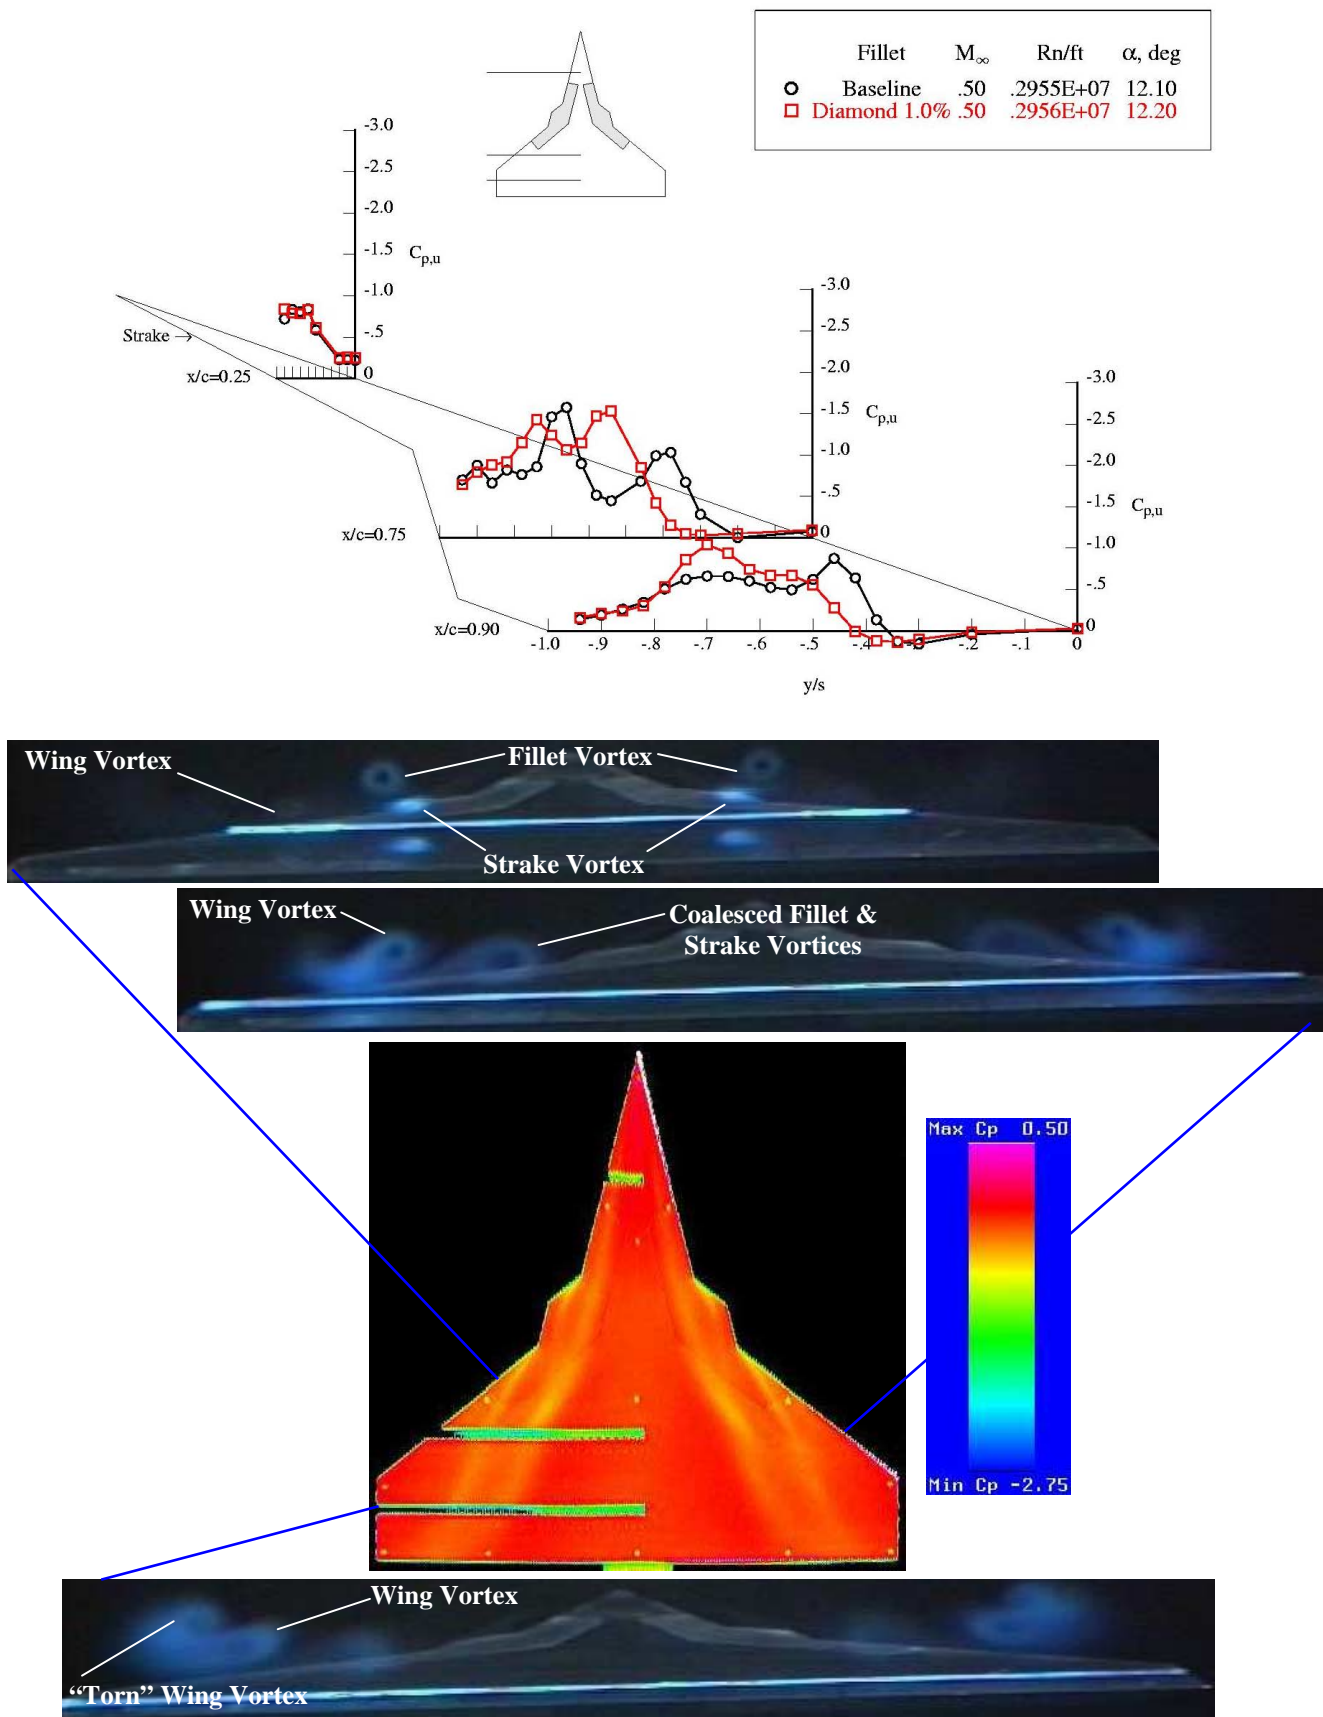 Fillet M∞ Rn/ft α, deg
Baseline .50 .2955E+07 12.10
Diamond 1.0% .50 .2956E+07 12.20
-3.0
-2.5
-2.0
-1.5
Cp,u
-1.0
-.5
0
Strake →
x/c=0.25
-3.0
-2.5
-2.0
-1.5
Cp,u
-1.0
-.5
0
x/c=0.75
-3.0
-2.5
-2.0
-1.5
Cp,u
-1.0
-.5
0
x/c=0.90
-1.0 -.9 -.8 -.7 -.6 -.5 -.4 -.3 -.2 -.1 0
y/s
Wing Vortex
Fillet Vortex
Strake Vortex
Wing Vortex
Coalesced Fillet &
Strake Vortices
Max Cp 0.50
Min Cp -2.75
Wing Vortex
“Torn” Wing Vortex